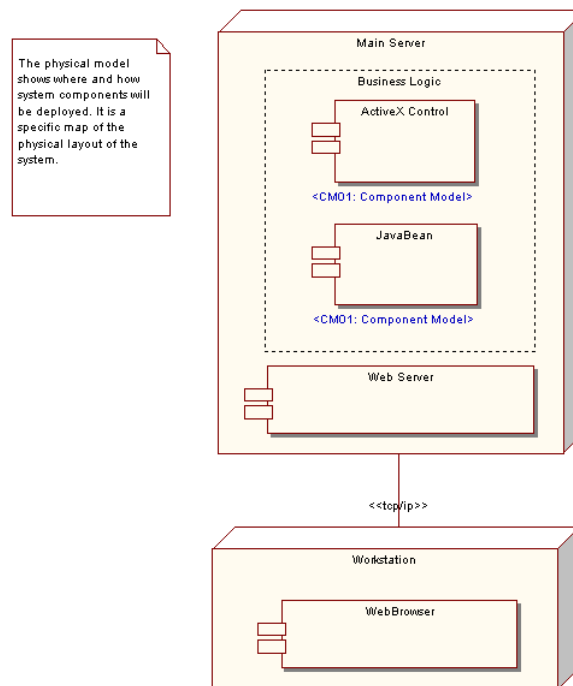 The physical model
shows where and how
system components will
be deployed. It is a
specific map of the
physical layout of the
system.
Main Server
Business Logic
ActiveX Control
<CM01: Component Model>
JavaBean
<CM01: Component Model>
Web Server
<<tcp/ip>>
Workstation
WebBrowser